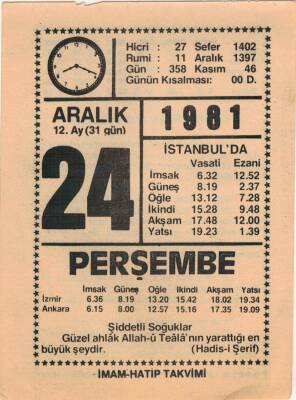 Hicri : 27 Sefer 1402
Rumi : 11 Aralık 1397
Gün : 358 Kasım 46
Günün Kısalması: 00 D.
ARALIK
12. Ay (31 gün)
1981
24
İSTANBUL'DA
Vasati Ezani
İmsak 6.32 12.52
Güneş 8.19 2.37
Öğle 13.12 7.28
İkindi 15.28 9.48
Akşam 17.48 12.00
Yatsı 19.23 1.39
PERŞEMBE
İmsak Güneş Öğle İkindi Akşam Yatsı
İzmir 6.36 8.19 13.20 15.42 18.02 19.34
Ankara 6.15 8.00 12.57 15.16 17.35 19.09
Şiddetli Soğuklar
Güzel ahlâk Allah-û Teâlâ'nın yarattığı en
büyük şeydir. (Hadis-i Şerif)
İMAM-HATİP TAKVİMİ